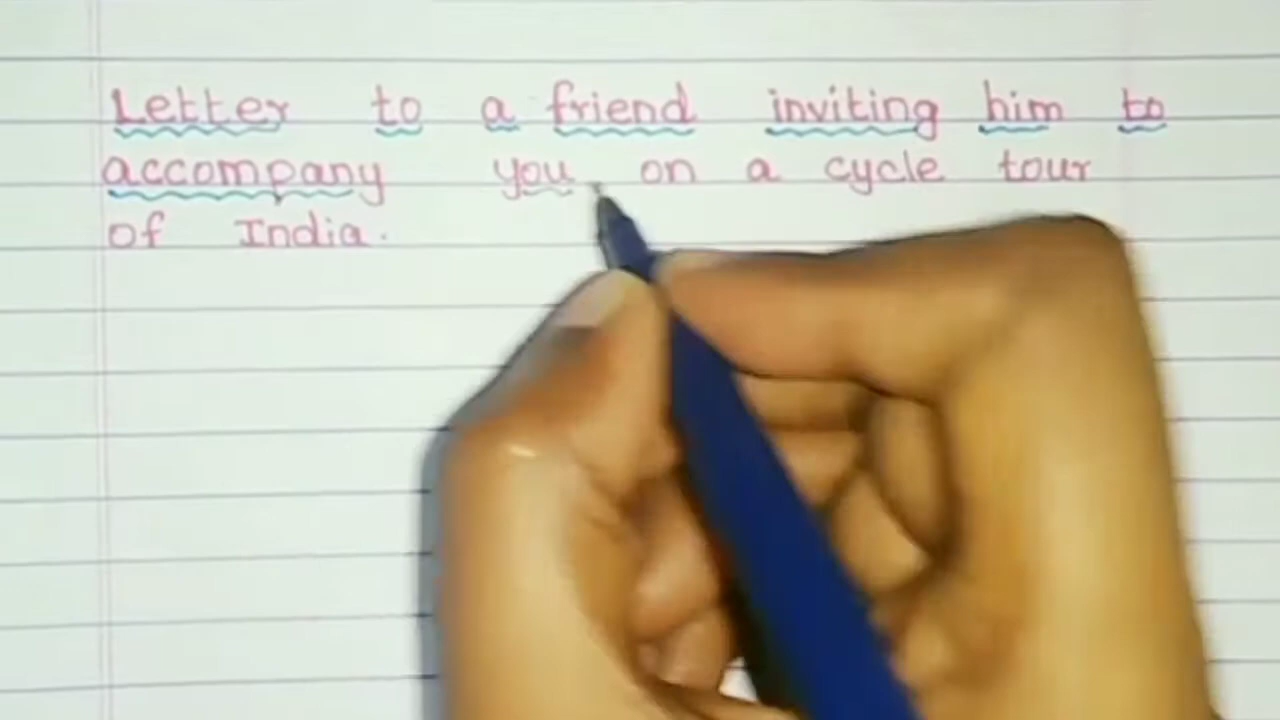 Letter to a friend inviting him to
accompany you on a cycle tour
of India.